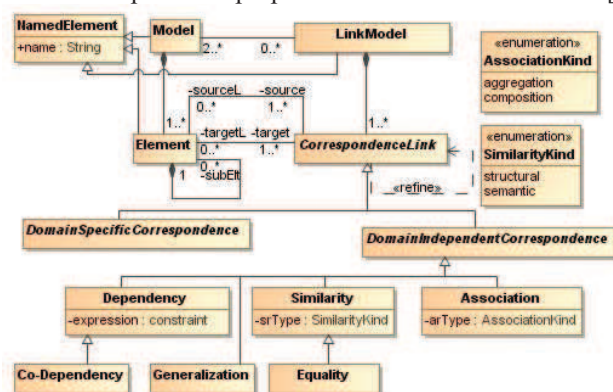 NamedElement
+name : String
Model
2..*
0..*
LinkModel
«enumeration»
AssociationKind
aggregation
composition
-sourceL
-source
0..*
1..*
1..*
1..*
-targetL
-target
Element
0..*
1..*
CorrespondenceLink
0..*
1
-subElt
«refine»
«enumeration»
SimilarityKind
structural
semantic
DomainSpecificCorrespondence
DomainIndependentCorrespondence
Dependency
-expression : constraint
Similarity
-srType : SimilarityKind
Association
-arType : AssociationKind
Co-Dependency
Generalization
Equality